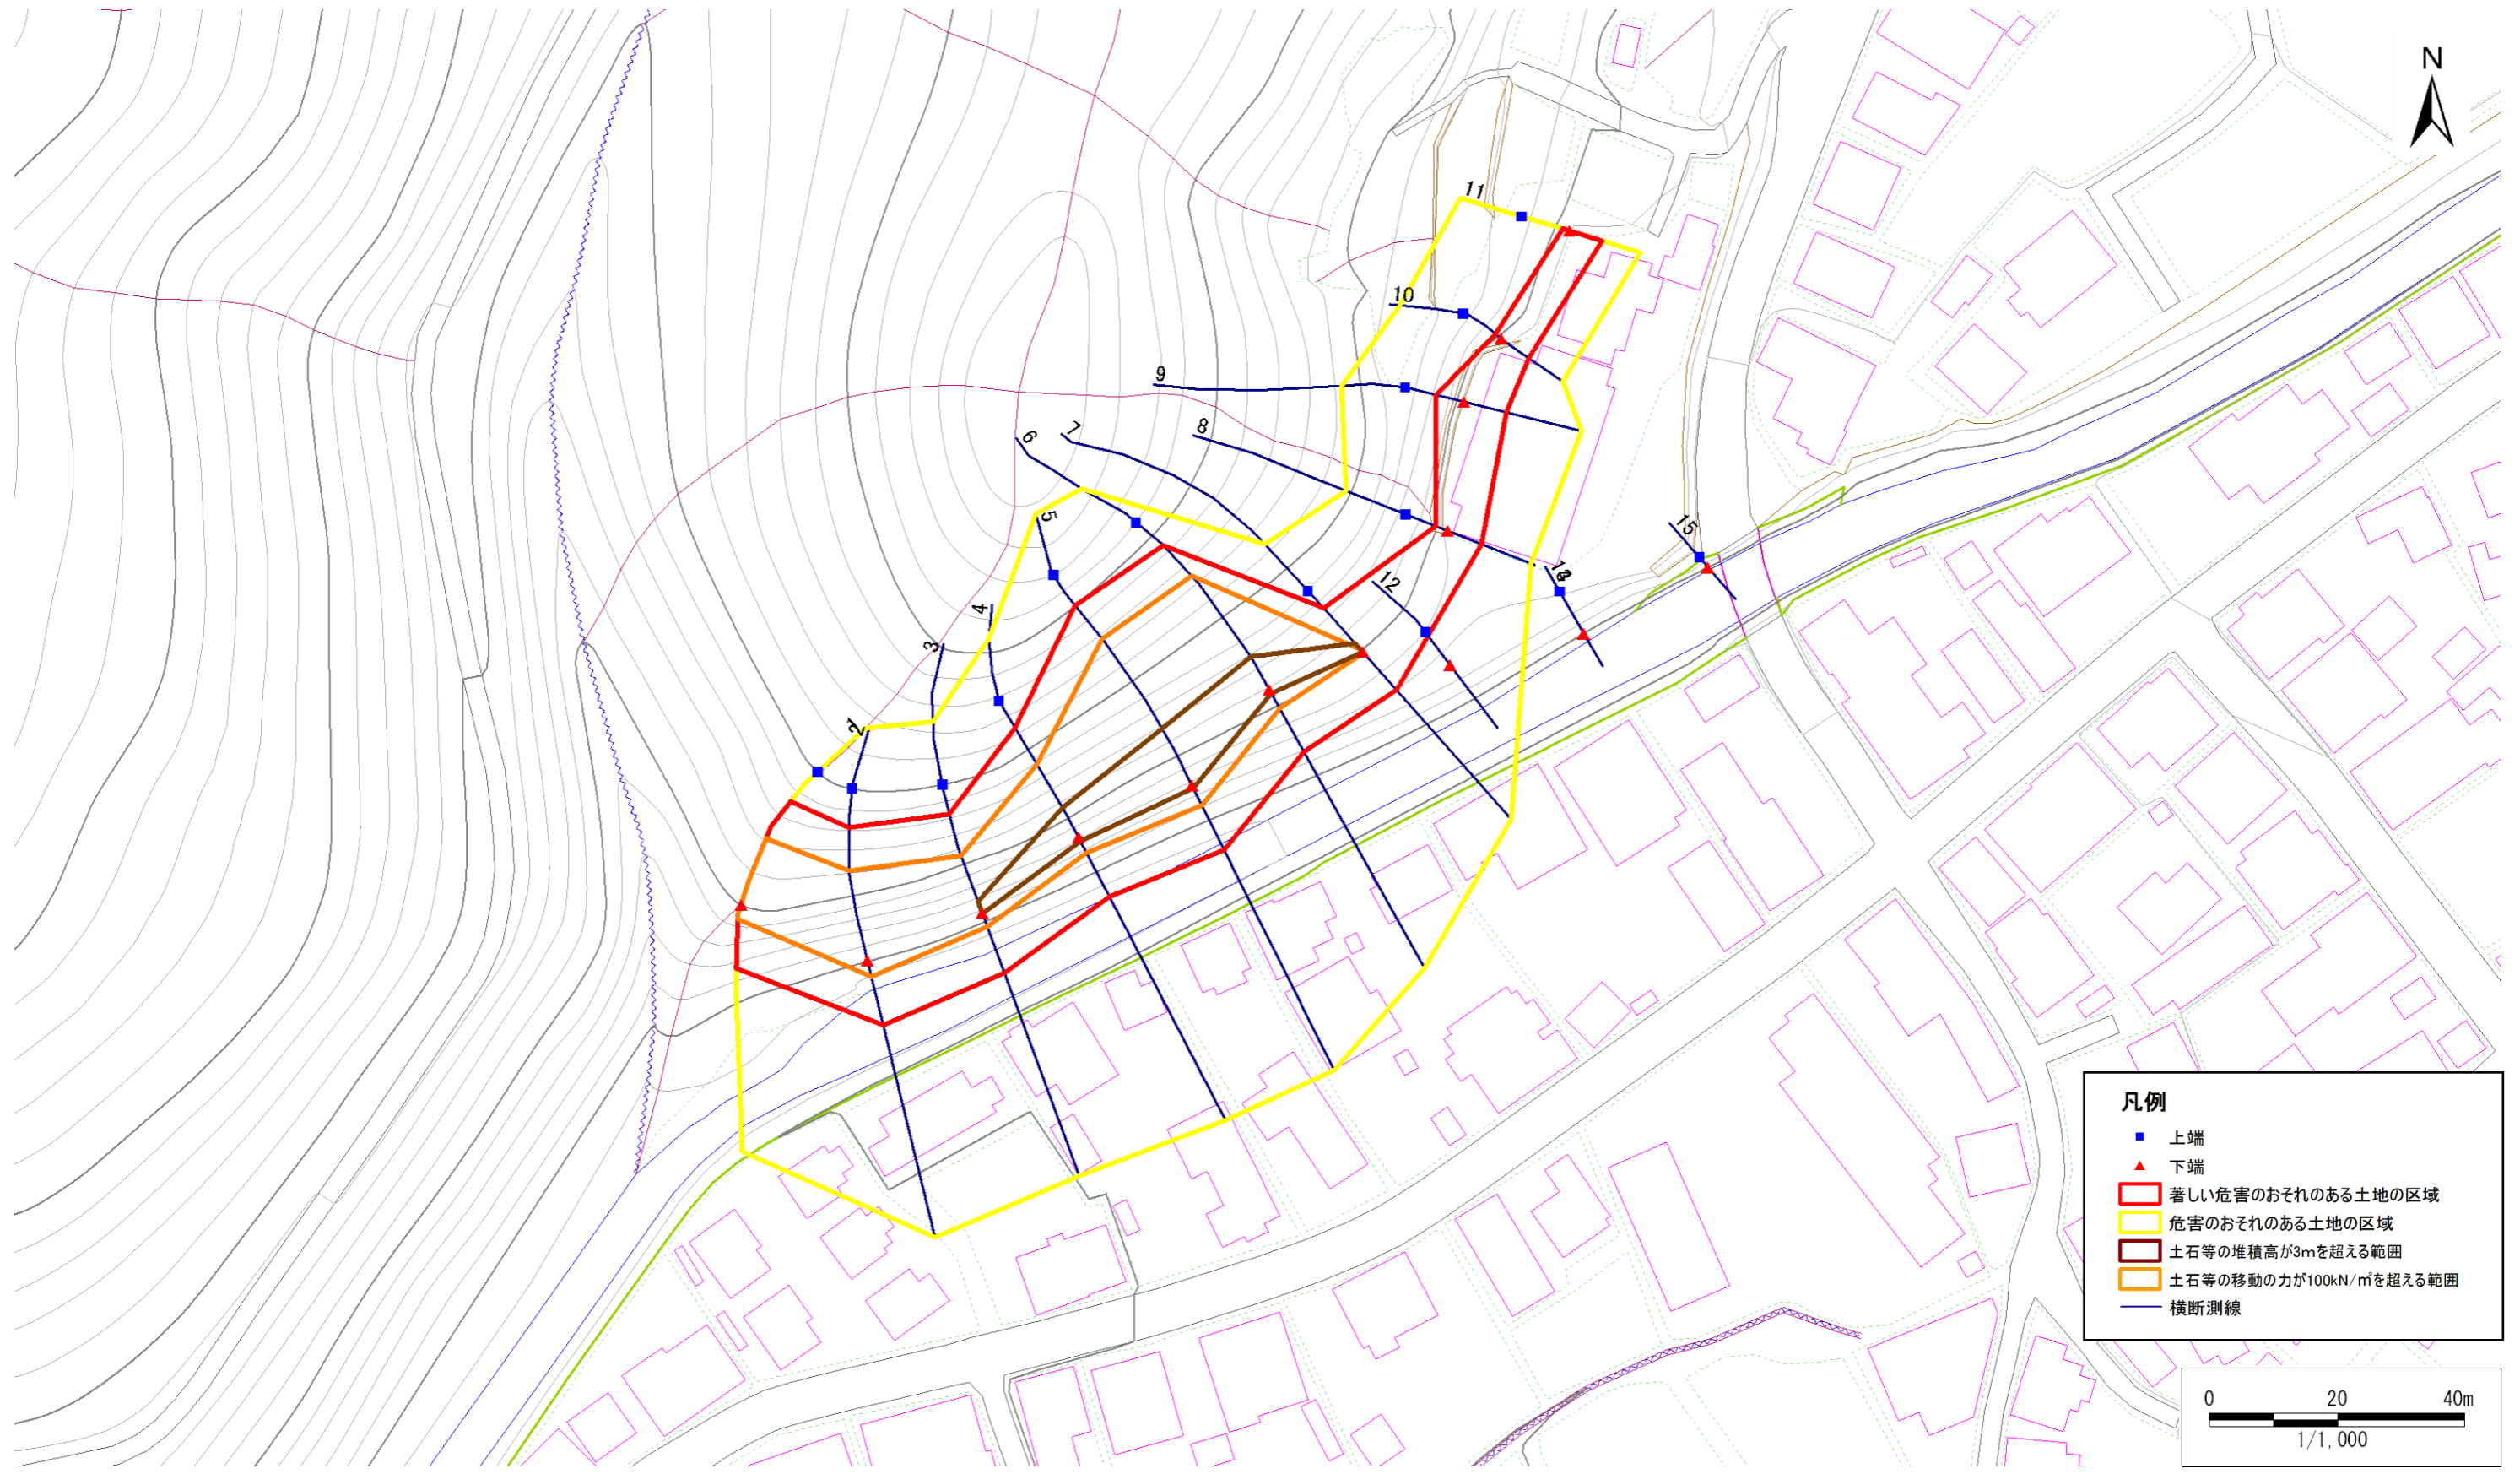 N
11
10
9
8
7
6
5
4
3
2
1
12
13
15
凡例
上端
下端
著しい危害のおそれのある土地の区域
危害のおそれのある土地の区域
土石等の堆積高が3mを超える範囲
土石等の移動の力が100kN/㎡を超える範囲
横断測線
0 20 40m
1/1,000